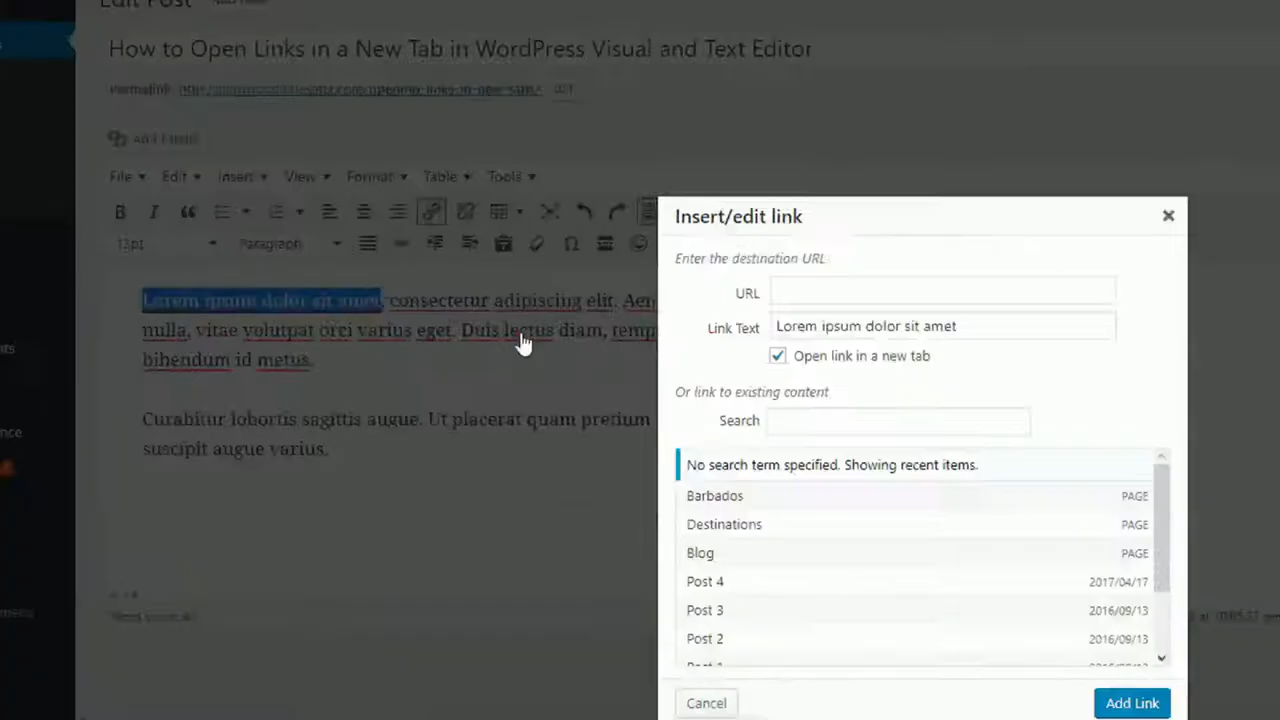 Edit Post
How to Open Links in a New Tab in WordPress Visual and Text Editor
Permalink:
Add Media
File Edit Insert View Format Table Tools
13pt Paragraph
Lorem ipsum dolor sit amet, consectetur adipiscing elit. Aen
nulla, vitae volutpat orci varius eget. Duis lectus diam, temp
bibendum id metus.
Curabitur lobortis sagittis augue. Ut placerat quam pretium
suscipit augue varius.
Insert/edit link
Enter the destination URL
URL
Link Text Lorem ipsum dolor sit amet
Open link in a new tab
Or link to existing content
Search
No search term specified. Showing recent items.
Barbados PAGE
Destinations PAGE
Blog PAGE
Post 4 2017/04/17
Post 3 2016/09/13
Post 2 2016/09/13
Cancel Add Link